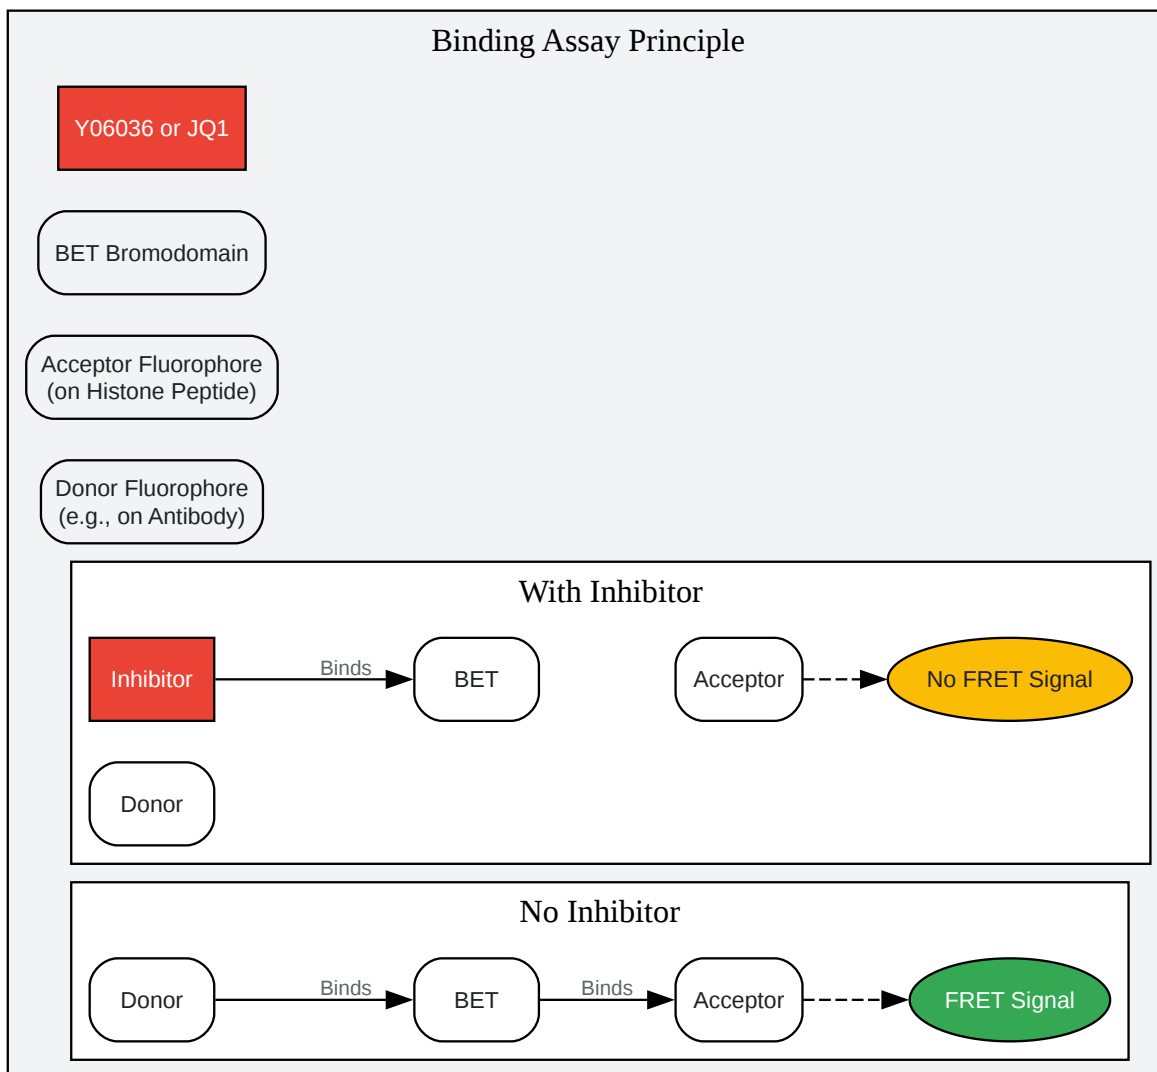 Binding Assay Principle
Y06036 or JQ1
BET Bromodomain
Acceptor Fluorophore
(on Histone Peptide)
Donor Fluorophore
(e.g., on Antibody)
With Inhibitor
Inhibitor
Binds
BET
Acceptor
No FRET Signal
Donor
No Inhibitor
Donor
Binds
BET
Binds
Acceptor
FRET Signal